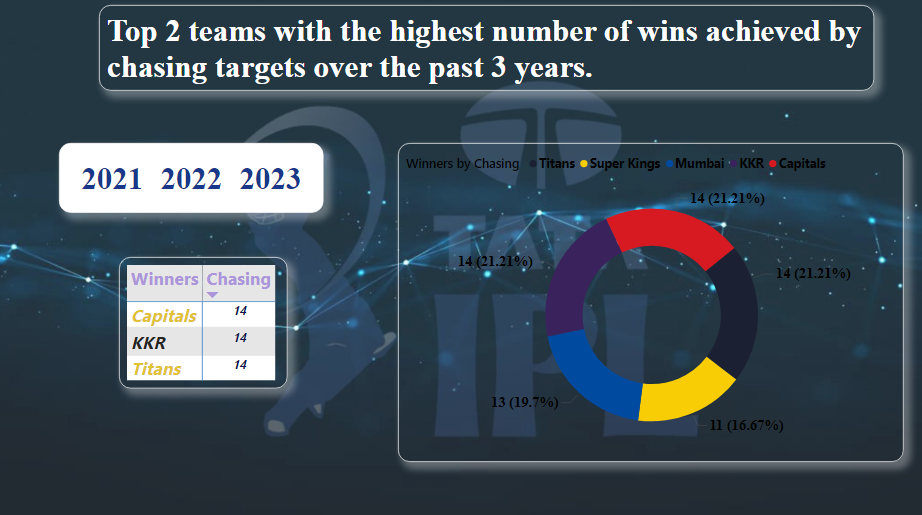 Top 2 teams with the highest number of wins achieved by
chasing targets over the past 3 years.
2021 2022 2023
Winners Chasing
Capitals 14
KKR 14
Titans 14
Winners by Chasing Titans Super Kings Mumbai KKR Capitals
14 (21.21%)
14 (21.21%)
14 (21.21%)
13 (19.7%)
11 (16.67%)
TATA
IPL